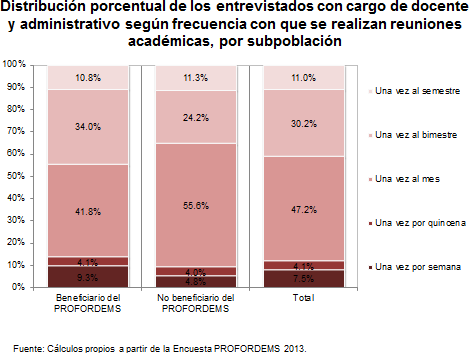 Distribución porcentual de los entrevistados con cargo de docente
y administrativo según frecuencia con que se realizan reuniones
académicas, por subpoblación
100%
90%
80%
70%
60%
50%
40%
30%
20%
10%
0%
10.8%
11.3%
11.0%
34.0%
24.2%
30.2%
41.8%
55.6%
47.2%
4.1%
4.0%
4.1%
9.3%
4.8%
7.5%
Beneficiario del
PROFORDEMS
No beneficiario del
PROFORDEMS
Total
Una vez al semestre
Una vez al bimestre
Una vez al mes
Una vez por quincena
Una vez por semana
Fuente: Cálculos propios a partir de la Encuesta PROFORDEMS 2013.